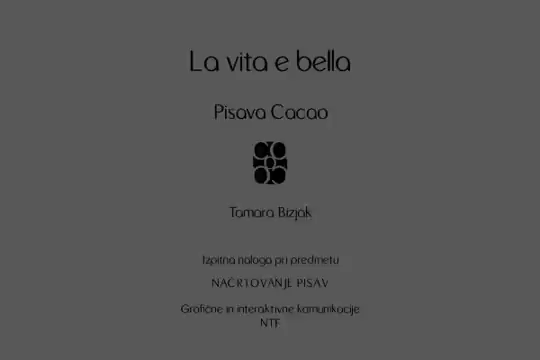 La vita e bella
Pisava Cacao
Tamara Bizjak
Izpitna naloga pri predmetu
NAČRTOVANJE PISAV
Grafične in interaktivne komunikacije
NTF